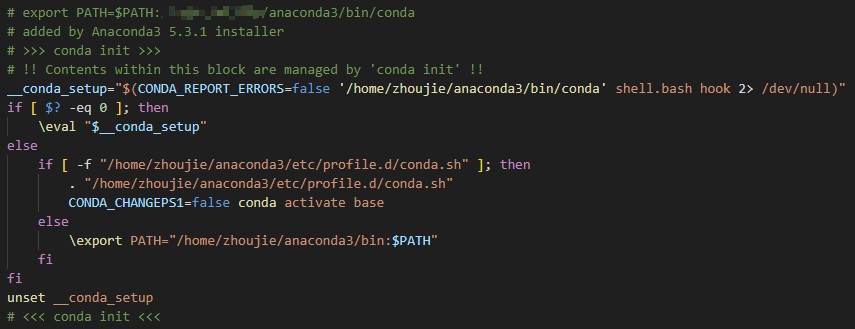 # export PATH=$PATH: /anaconda3/bin/conda
# added by Anaconda3 5.3.1 installer
# >>> conda init >>>
# !! Contents within this block are managed by 'conda init' !!
__conda_setup="$(CONDA_REPORT_ERRORS=false '/home/zhoujie/anaconda3/bin/conda' shell.bash hook 2> /dev/null)"
if [ $? -eq 0 ]; then
    \eval "$__conda_setup"
else
    if [ -f "/home/zhoujie/anaconda3/etc/profile.d/conda.sh" ]; then
        . "/home/zhoujie/anaconda3/etc/profile.d/conda.sh"
        CONDA_CHANGEPS1=false conda activate base
    else
        \export PATH="/home/zhoujie/anaconda3/bin:$PATH"
    fi
fi
unset __conda_setup
# <<< conda init <<<